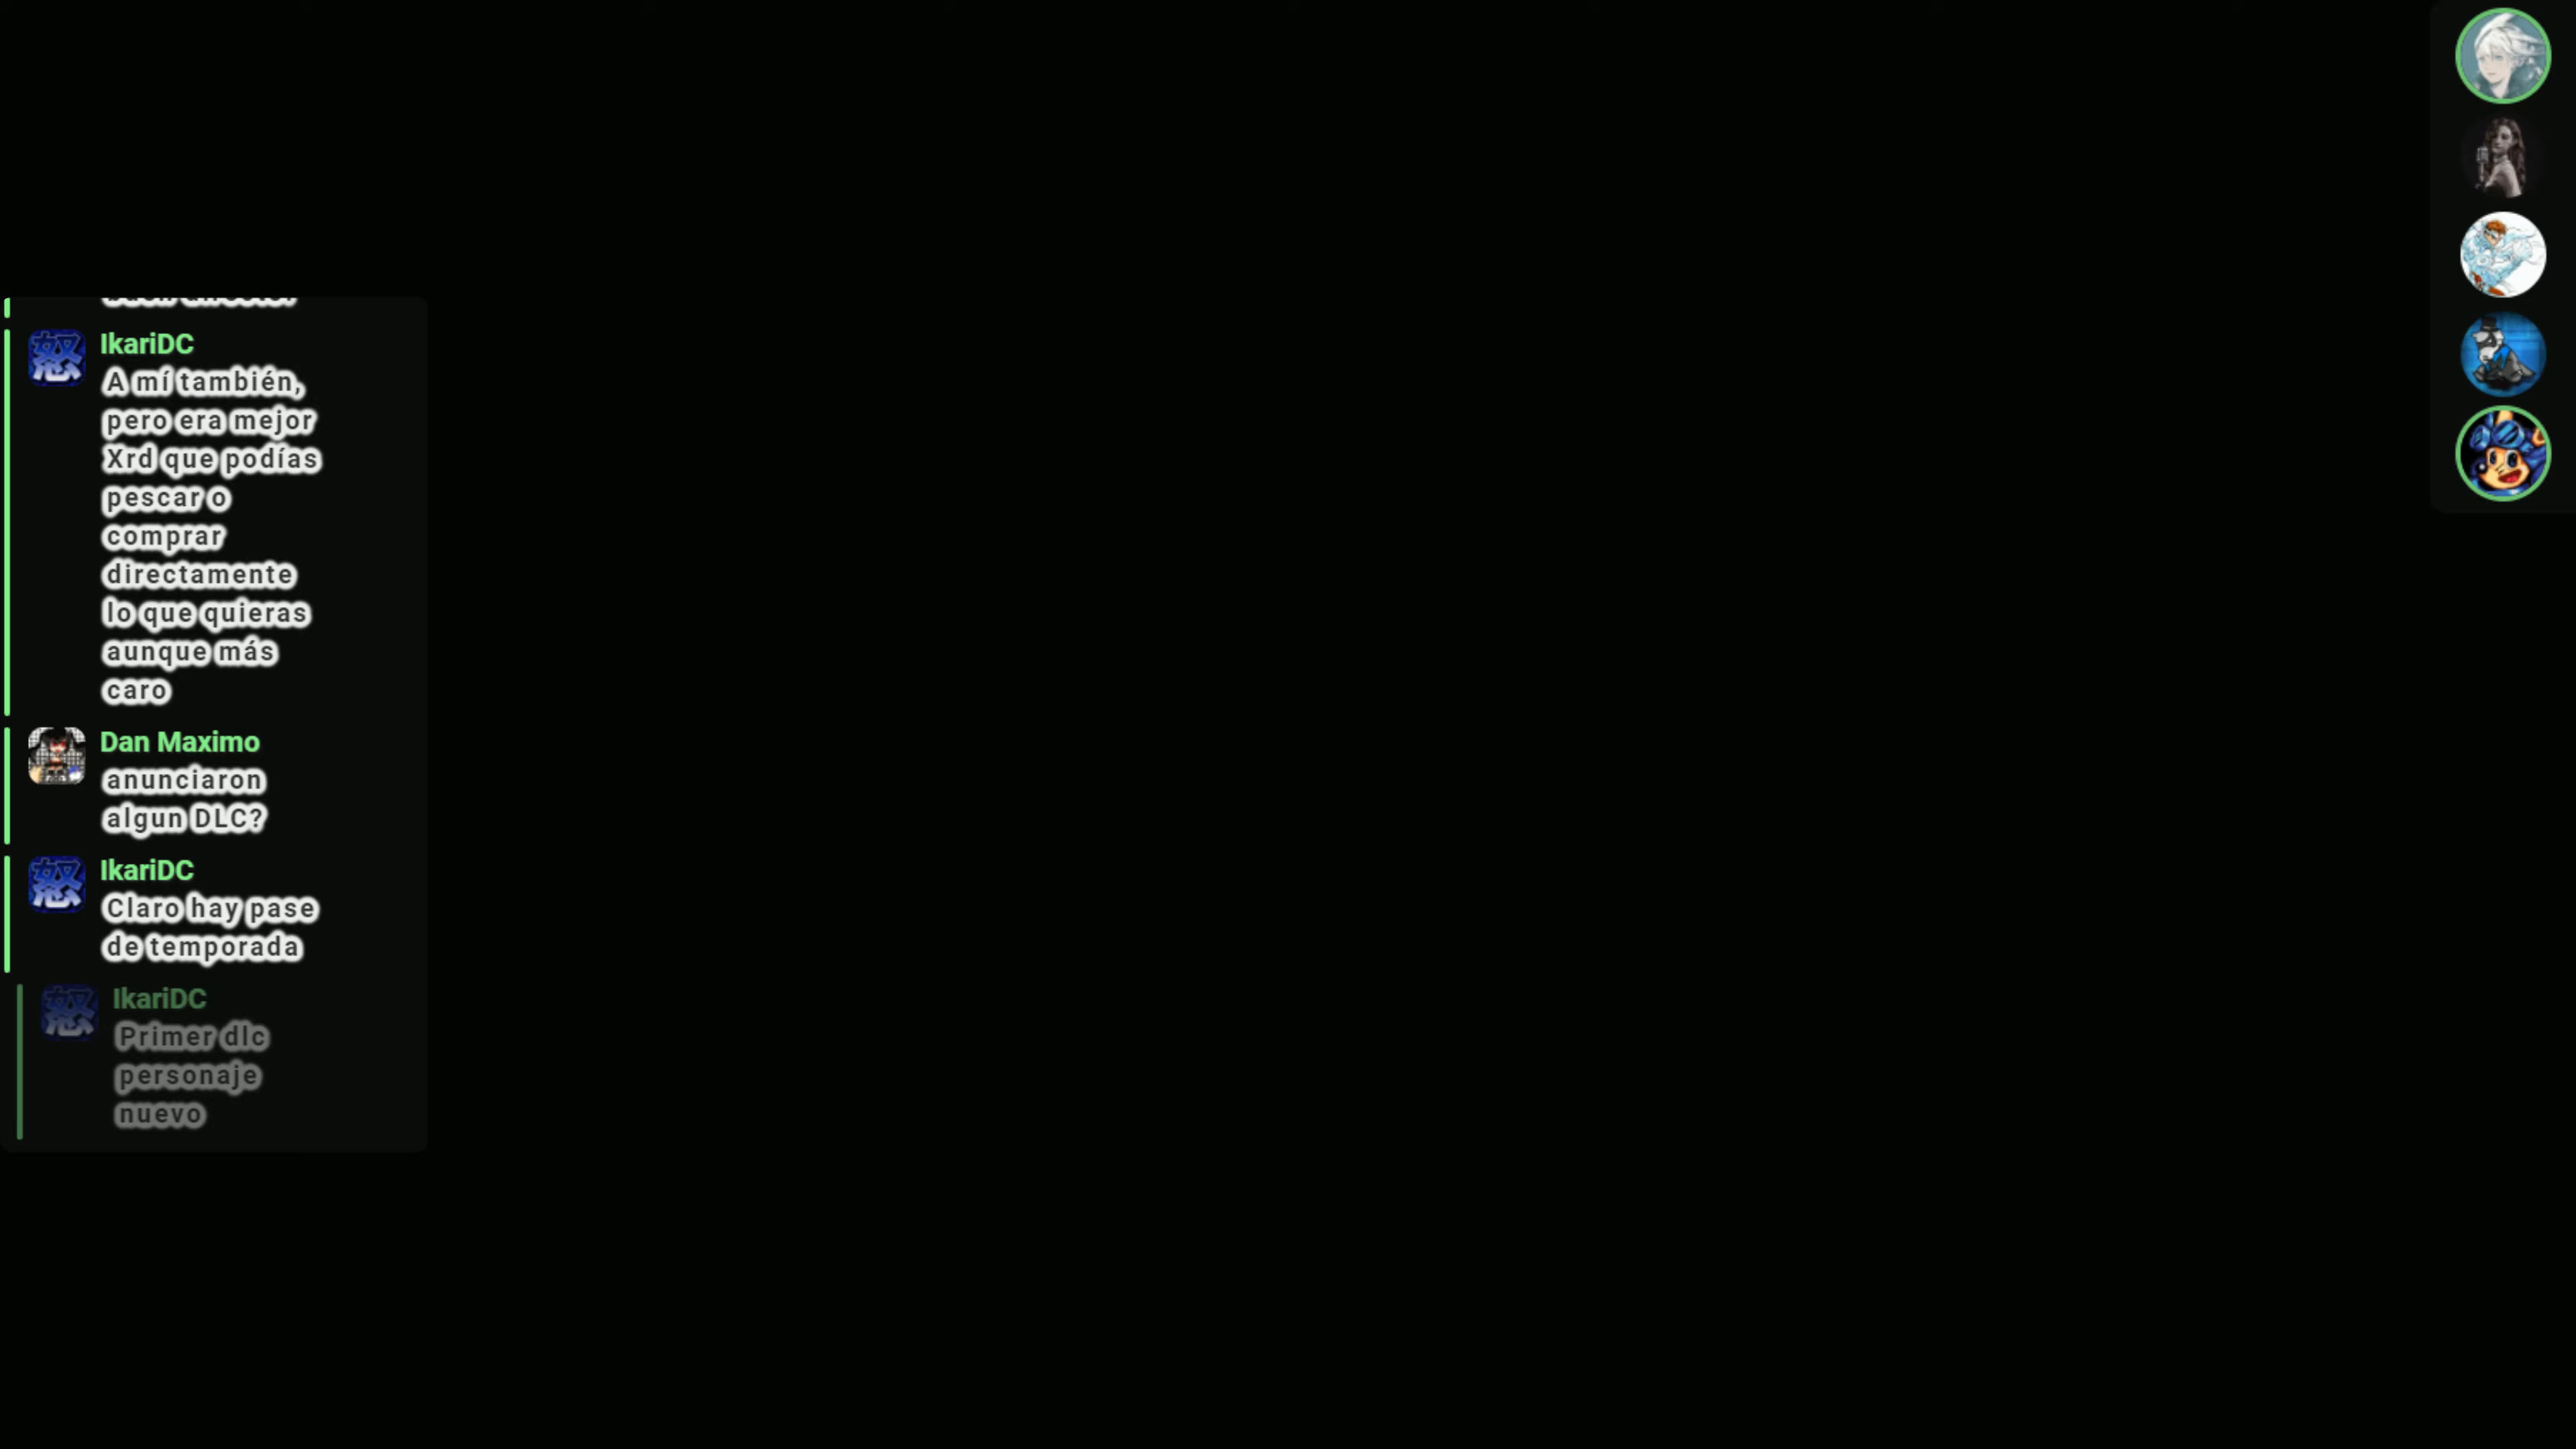 IkariDC
A mí también,
pero era mejor
Xrd que podías
pescar o
comprar
directamente
lo que quieras
aunque más
caro
Dan Maximo
anunciaron
algun DLC?
IkariDC
Claro hay pase
de temporada
IkariDC
Primer dlc
personaje
nuevo